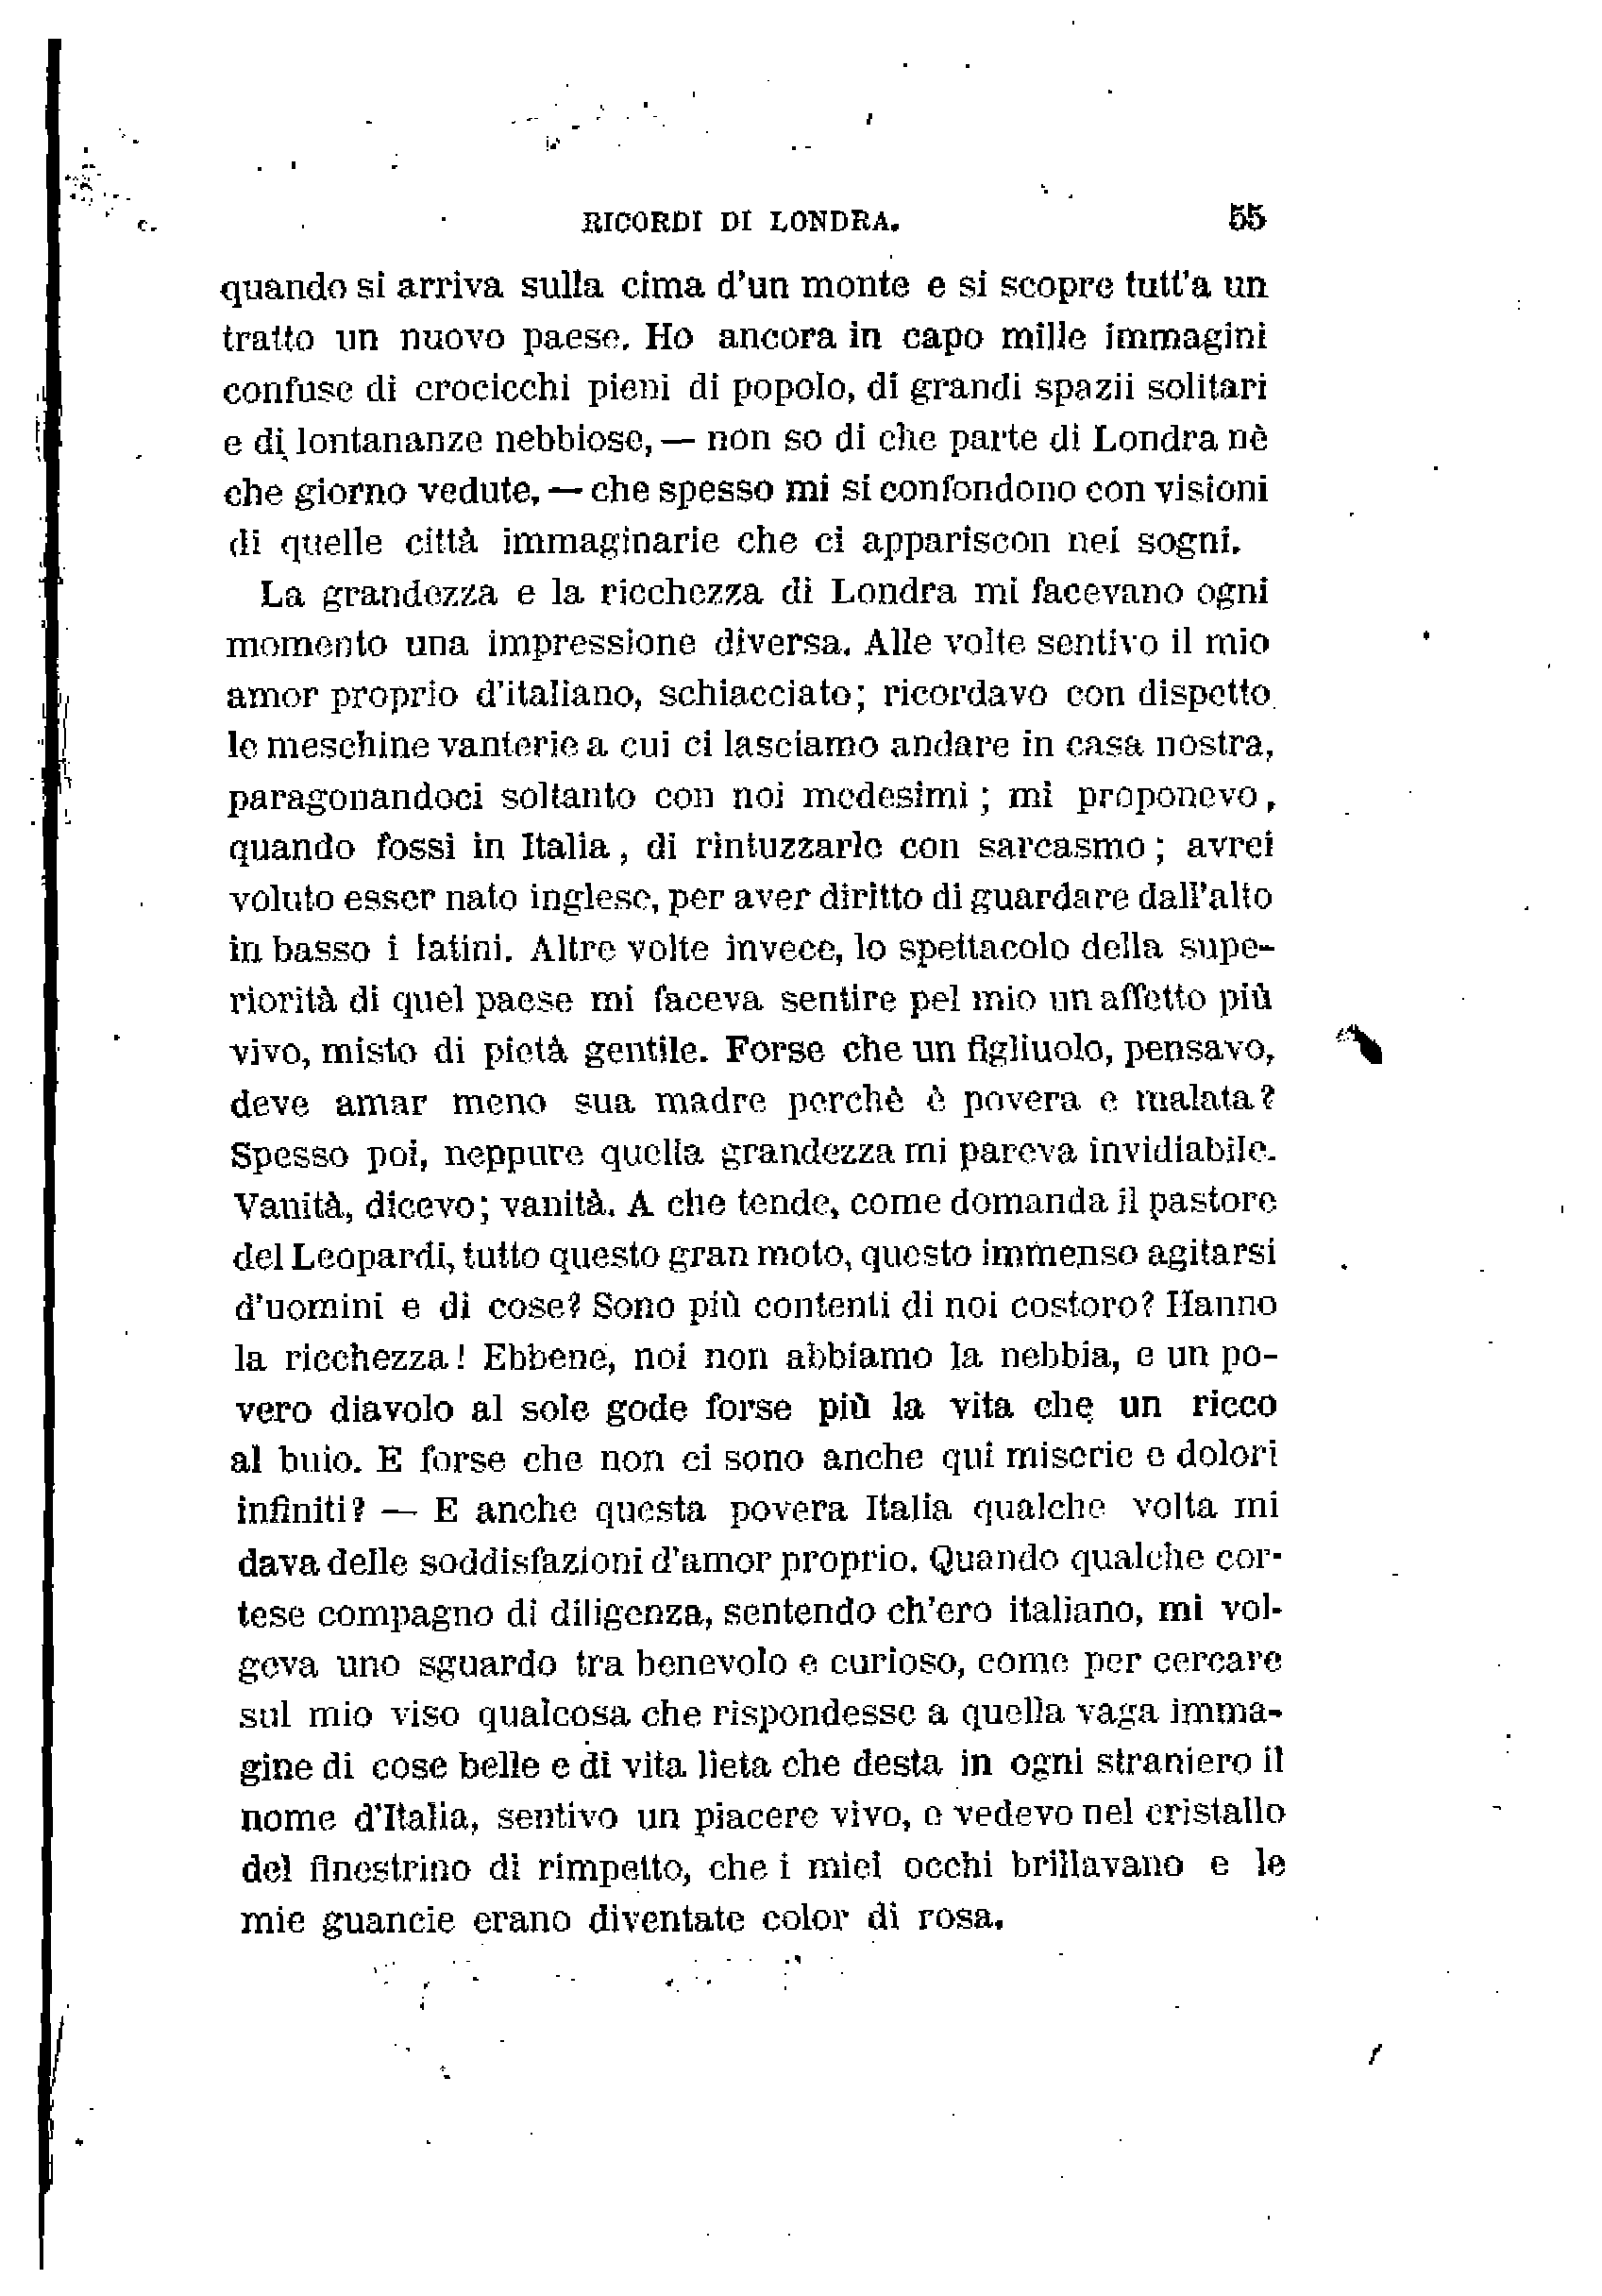 RICORDI DI LONDRA. 55
quando si arriva sulla cima d'un monte e si scopre tutt'a un
tratto un nuovo paese. Ho ancora in capo mille immagini
confuse di crocicchi pieni di popolo, di grandi spazii solitari
e di lontananze nebbiose, — non so di che parte di Londra nè
che giorno vedute, — che spesso mi si confondono con visioni
di quelle città immaginarie che ci appariscon nei sogni.
La grandezza e la ricchezza di Londra mi facevano ogni
momento una impressione diversa. Alle volte sentivo il mio
amor proprio d'italiano, schiacciato; ricordavo con dispetto
le meschine vanterie a cui ci lasciamo andare in casa nostra,
paragonandoci soltanto con noi medesimi; mi proponevo,
quando fossi in Italia, di rintuzzarle con sarcasmo; avrei
voluto esser nato inglese, per aver diritto di guardare dall'alto
in basso i latini. Altre volte invece, lo spettacolo della supe-
riorità di quel paese mi faceva sentire pel mio un affetto più
vivo, misto di pietà gentile. Forse che un figliuolo, pensavo,
deve amar meno sua madre perchè è povera e malata?
Spesso poi, neppure quella grandezza mi pareva invidiabile.
Vanità, dicevo; vanità. A che tende, come domanda il pastore
del Leopardi, tutto questo gran moto, questo immenso agitarsi
d'uomini e di cose? Sono più contenti di noi costoro? Hanno
la ricchezza! Ebbene, noi non abbiamo la nebbia, e un po-
vero diavolo al sole gode forse più la vita che un ricco
al buio. E forse che non ci sono anche qui miserie e dolori
infiniti? — E anche questa povera Italia qualche volta mi
dava delle soddisfazioni d'amor proprio. Quando qualche cor-
tese compagno di diligenza, sentendo ch'ero italiano, mi vol-
geva uno sguardo tra benevolo e curioso, come per cercare
sul mio viso qualcosa che rispondesse a quella vaga imma-
gine di cose belle e di vita lieta che desta in ogni straniero il
nome d'Italia, sentivo un piacere vivo, e vedevo nel cristallo
del finestrino di rimpetto, che i miei occhi brillavano e le
mie guancie erano diventate color di rosa.